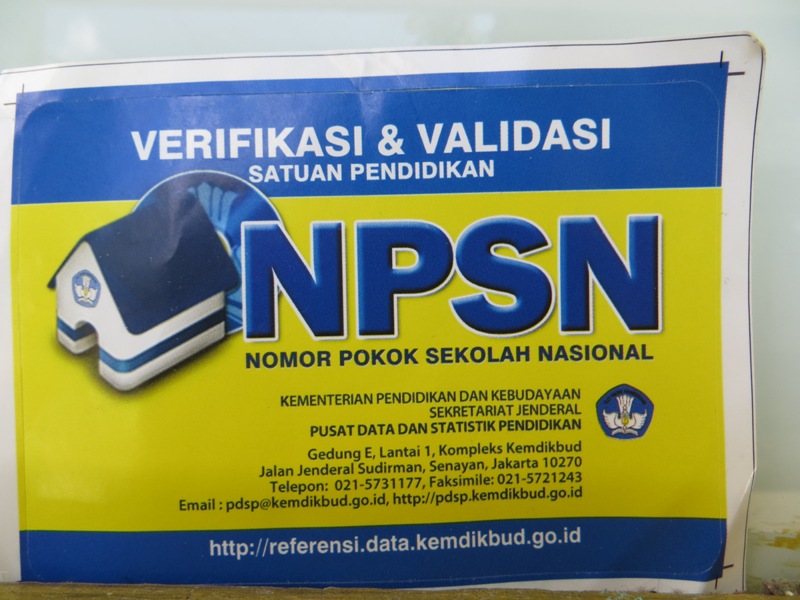 VERIFIKASI & VALIDASI
SATUAN PENDIDIKAN
NPSN
NOMOR POKOK SEKOLAH NASIONAL
KEMENTERIAN PENDIDIKAN DAN KEBUDAYAAN
SEKRETARIAT JENDERAL
PUSAT DATA DAN STATISTIK PENDIDIKAN
Gedung E, Lantai 1, Kompleks Kemdikbud
Jalan Jenderal Sudirman, Senayan, Jakarta 10270
Telepon: 021-5731177, Faksimile: 021-5721243
Email : pdsp@kemdikbud.go.id, http://pdsp.kemdikbud.go.id
http://referensi.data.kemdikbud.go.id